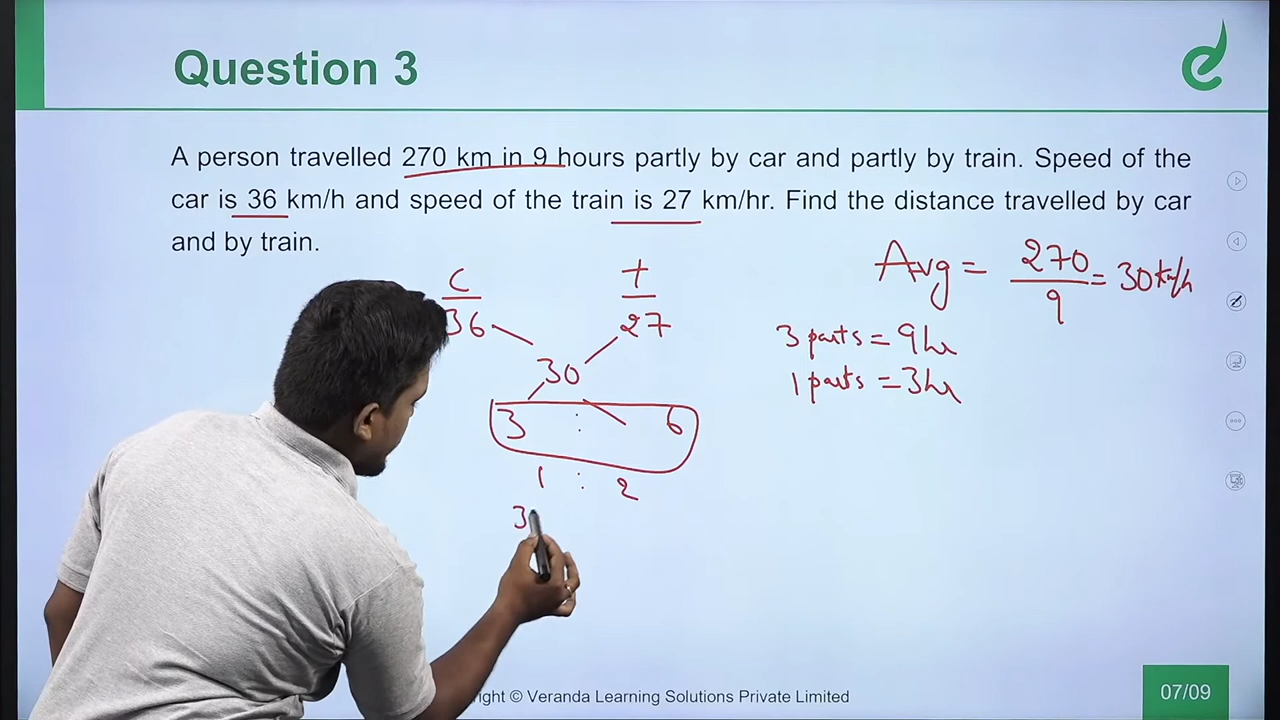 Question 3
A person travelled 270 km in 9 hours partly by car and partly by train. Speed of the
car is 36 km/h and speed of the train is 27 km/hr. Find the distance travelled by car
and by train.
C
36
t
27
30
3 : 6
1 : 2
3
Avg = 270/9 = 30 km/h
3 parts = 9 hr
1 parts = 3 hr
© Veranda Learning Solutions Private Limited
07/09